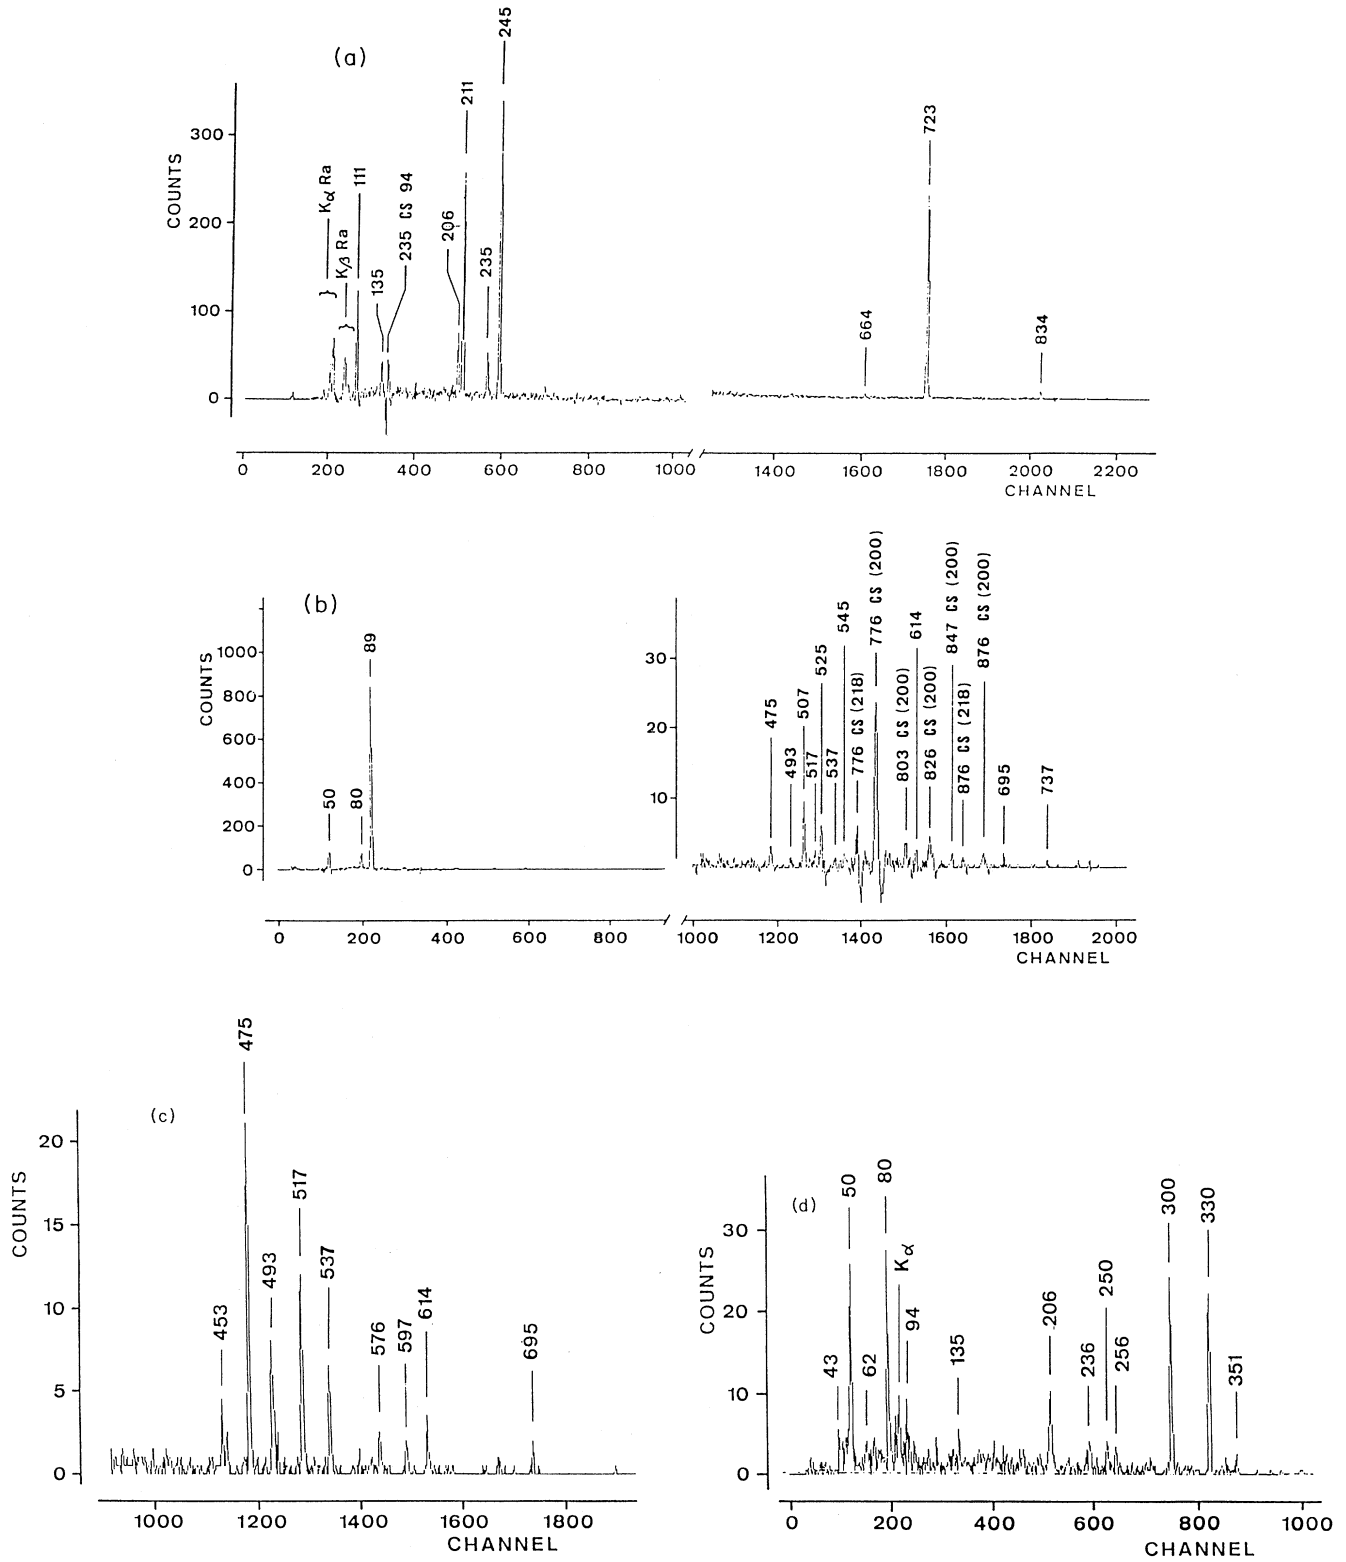 (a)
COUNTS
300
200
100
0
Kα Ra
Kβ Ra
111
135
235 CS 94
206
211
235
245
664
723
834
0 200 400 600 800 1000 1400 1600 1800 2000 2200
CHANNEL
(b)
COUNTS
1000
800
600
400
200
0
50
80
89
30
20
10
475
493
507
517
525
537
545
776 CS (218)
776 CS (200)
803 CS (200)
614
826 CS (200)
847 CS (200)
876 CS (218)
876 CS (200)
695
737
0 200 400 600 800 1000 1200 1400 1600 1800 2000
CHANNEL
(c)
COUNTS
20
15
10
5
0
453
475
493
517
537
576
597
614
695
1000 1200 1400 1600 1800
CHANNEL
(d)
COUNTS
30
20
10
0
43
50
62
80
Kα
94
135
206
236
250
256
300
330
351
0 200 400 600 800 1000
CHANNEL